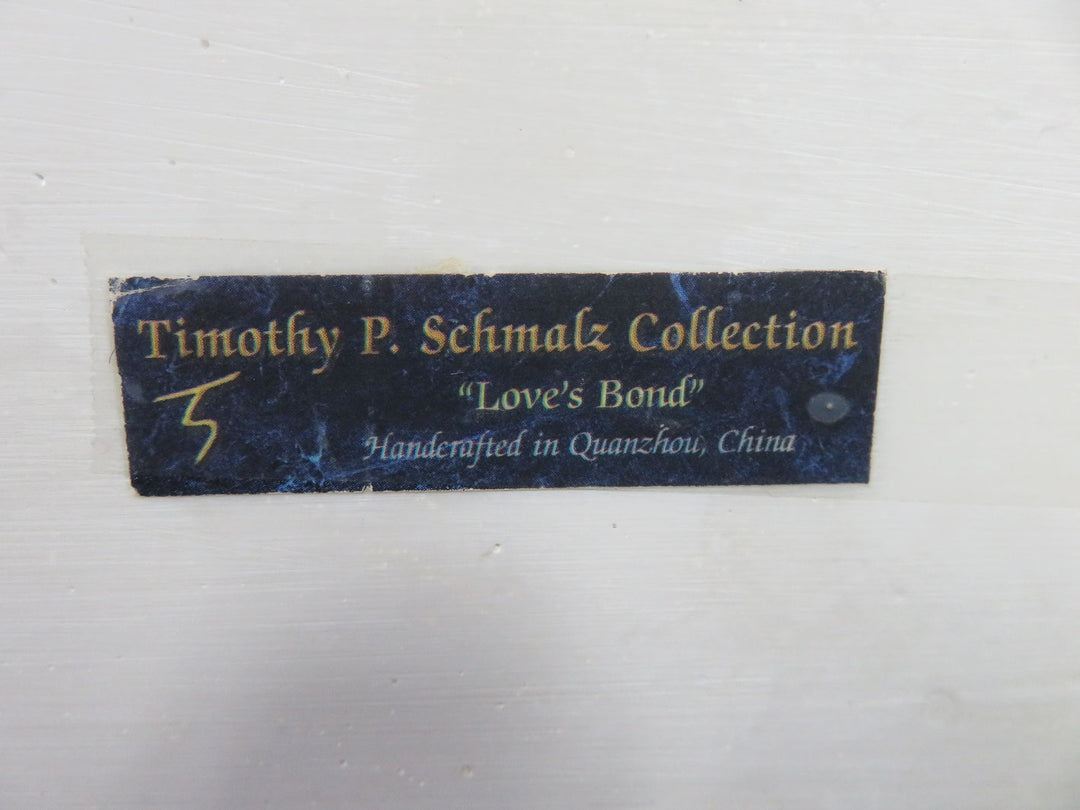 Timothy P. Schmalz Collection
“Love’s Bond”
Handcrafted in Quanzhou, China